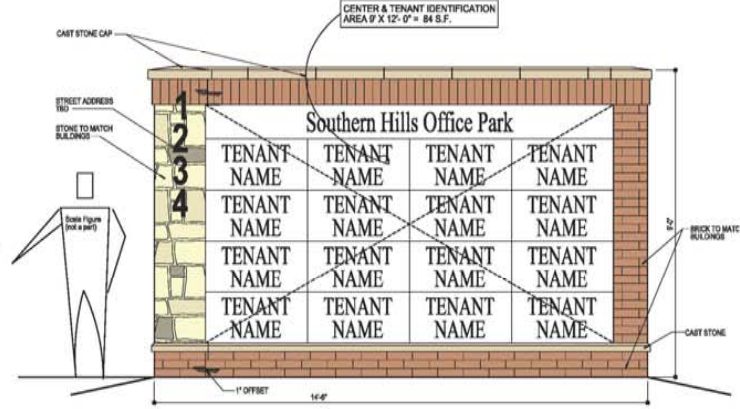 CENTER & TENANT IDENTIFICATION
AREA 9' X 12'- 0" = 84 S.F.
CAST STONE CAP
STREET ADDRESS
TBD
STONE TO MATCH
BUILDINGS
1
2
3
4
Southern Hills Office Park
TENANT NAME TENANT NAME TENANT NAME TENANT NAME
TENANT NAME TENANT NAME TENANT NAME TENANT NAME
TENANT NAME TENANT NAME TENANT NAME TENANT NAME
TENANT NAME TENANT NAME TENANT NAME TENANT NAME
Scale Figure
(not a part)
BRICK TO MATC
BUILDINGS
CAST STONE
1" OFFSET
14'-6"